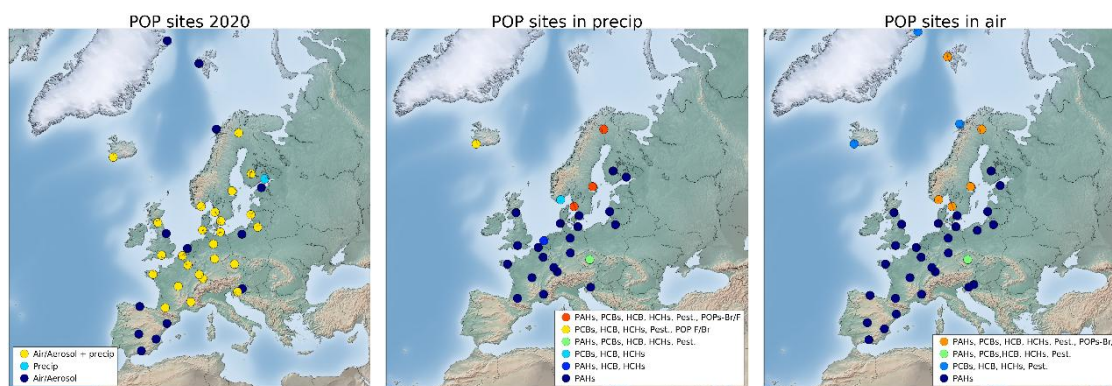 POP sites 2020
Air/Aerosol + precip
Precip
Air/Aerosol
POP sites in precip
PAHs, PCBs, HCB, HCHs, Pest., POPs-Br/F
PCBs, HCB, HCHs, Pest.. POP F/Br
PAHs, PCBs, HCB, HCHs, Pest.
PCBs, HCB, HCHs
PAHs, HCB, HCHs
PAHs
POP sites in air
PAHs, PCBs, HCB, HCHs, Pest., POPs-Br,
PAHs, PCBs,HCB, HCHs, Pest.
PCBs, HCB, HCHs, Pest.
PAHs